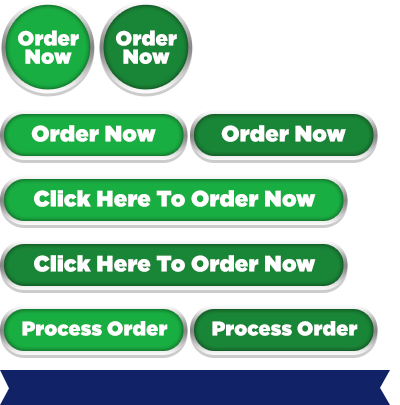 Order Order
Now Now
Order Now Order Now
Click Here To Order Now
Click Here To Order Now
Process Order Process Order